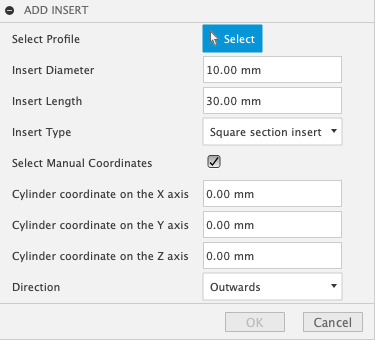 ADD INSERT
Select Profile Select
Insert Diameter 10.00 mm
Insert Length 30.00 mm
Insert Type Square section insert
Select Manual Coordinates
Cylinder coordinate on the X axis 0.00 mm
Cylinder coordinate on the Y axis 0.00 mm
Cylinder coordinate on the Z axis 0.00 mm
Direction Outwards
OK Cancel